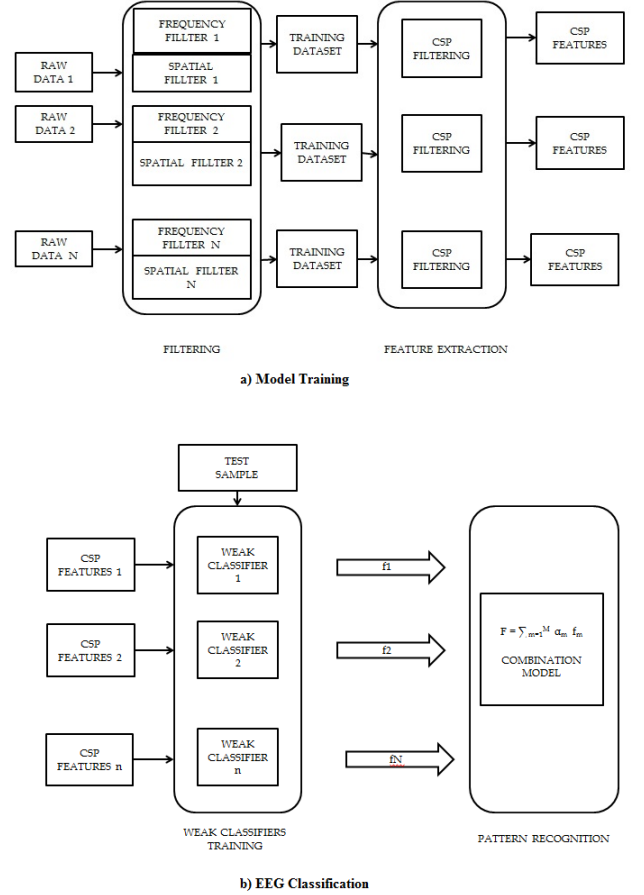 FREQUENCY
FILLTER 1
SPATIAL
FILLTER 1
TRAINING
DATASET
CSP
FILTERING
CSP
FEATURES
RAW
DATA 1
RAW
DATA 2
FREQUENCY
FILLTER 2
SPATIAL FILLTER 2
TRAINING
DATASET
CSP
FILTERING
CSP
FEATURES
RAW
DATA N
FREQUENCY
FILLTER N
SPATIAL FILLTER
N
TRAINING
DATASET
CSP
FILTERING
CSP
FEATURES
FILTERING
FEATURE EXTRACTION
a) Model Training
TEST
SAMPLE
CSP
FEATURES 1
WEAK
CLASSIFIER
1
f1
CSP
FEATURES 2
WEAK
CLASSIFIER
2
f2
F = ∑ m=1^M α_m f_m
COMBINATION
MODEL
CSP
FEATURES n
WEAK
CLASSIFIER
n
fN
WEAK CLASSIFIERS
TRAINING
PATTERN RECOGNITION
b) EEG Classification